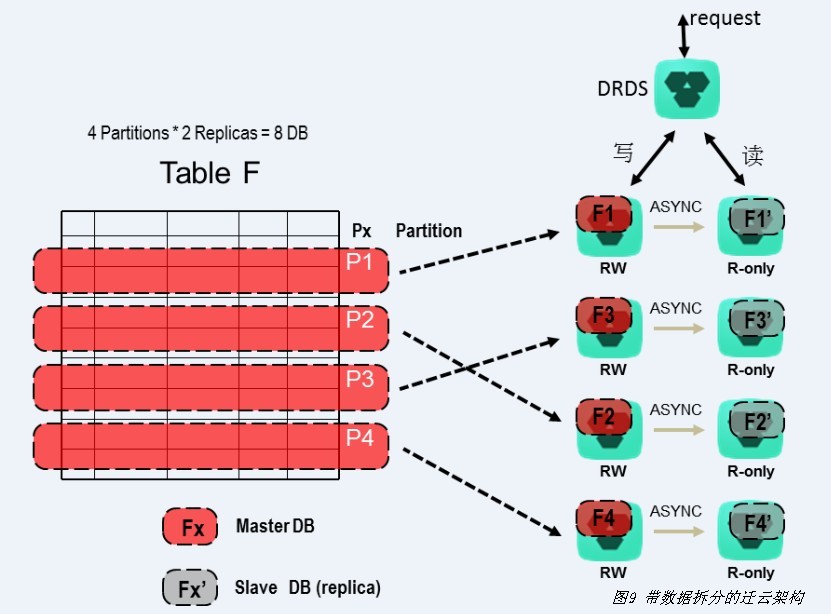 request
DRDS
4 Partitions * 2 Replicas = 8 DB
Table F
写
读
Px Partition
F1
ASYNC
F1’
RW
R-only
P1
P2
P3
P4
F3
ASYNC
F3’
RW
R-only
F2
ASYNC
F2’
RW
R-only
F4
ASYNC
F4’
RW
R-only
Fx Master DB
Fx’ Slave DB (replica)
图9 带数据拆分的迁云架构